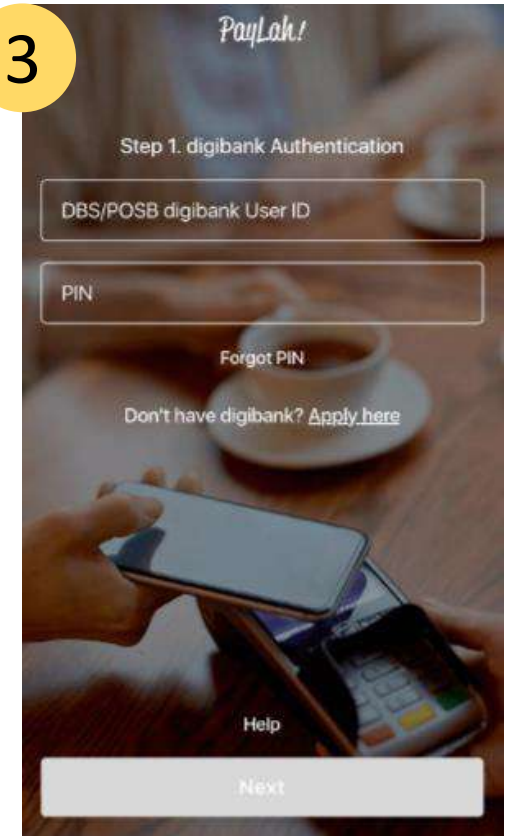 3
PayLah!
Step 1. digibank Authentication
DBS/POSB digibank User ID
PIN
Forgot PIN
Don't have digibank? Apply here
Help
Next